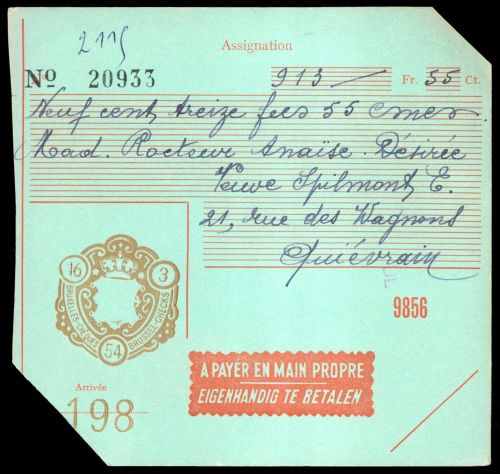 2115
Assignation
No 20933
913 — Fr. 55 Ct.
Neuf cent treize fcs 55 cmes
Mad. Rocteur Anaïse. Désirée
Veuve Spilmont E.
21, rue des Wagnons
Quiévrain
16 3
BRUXELLES-CHÈQUES BRUSSEL-CHECKS
54
9856
A PAYER EN MAIN PROPRE
EIGENHANDIG TE BETALEN
Arrivée
198